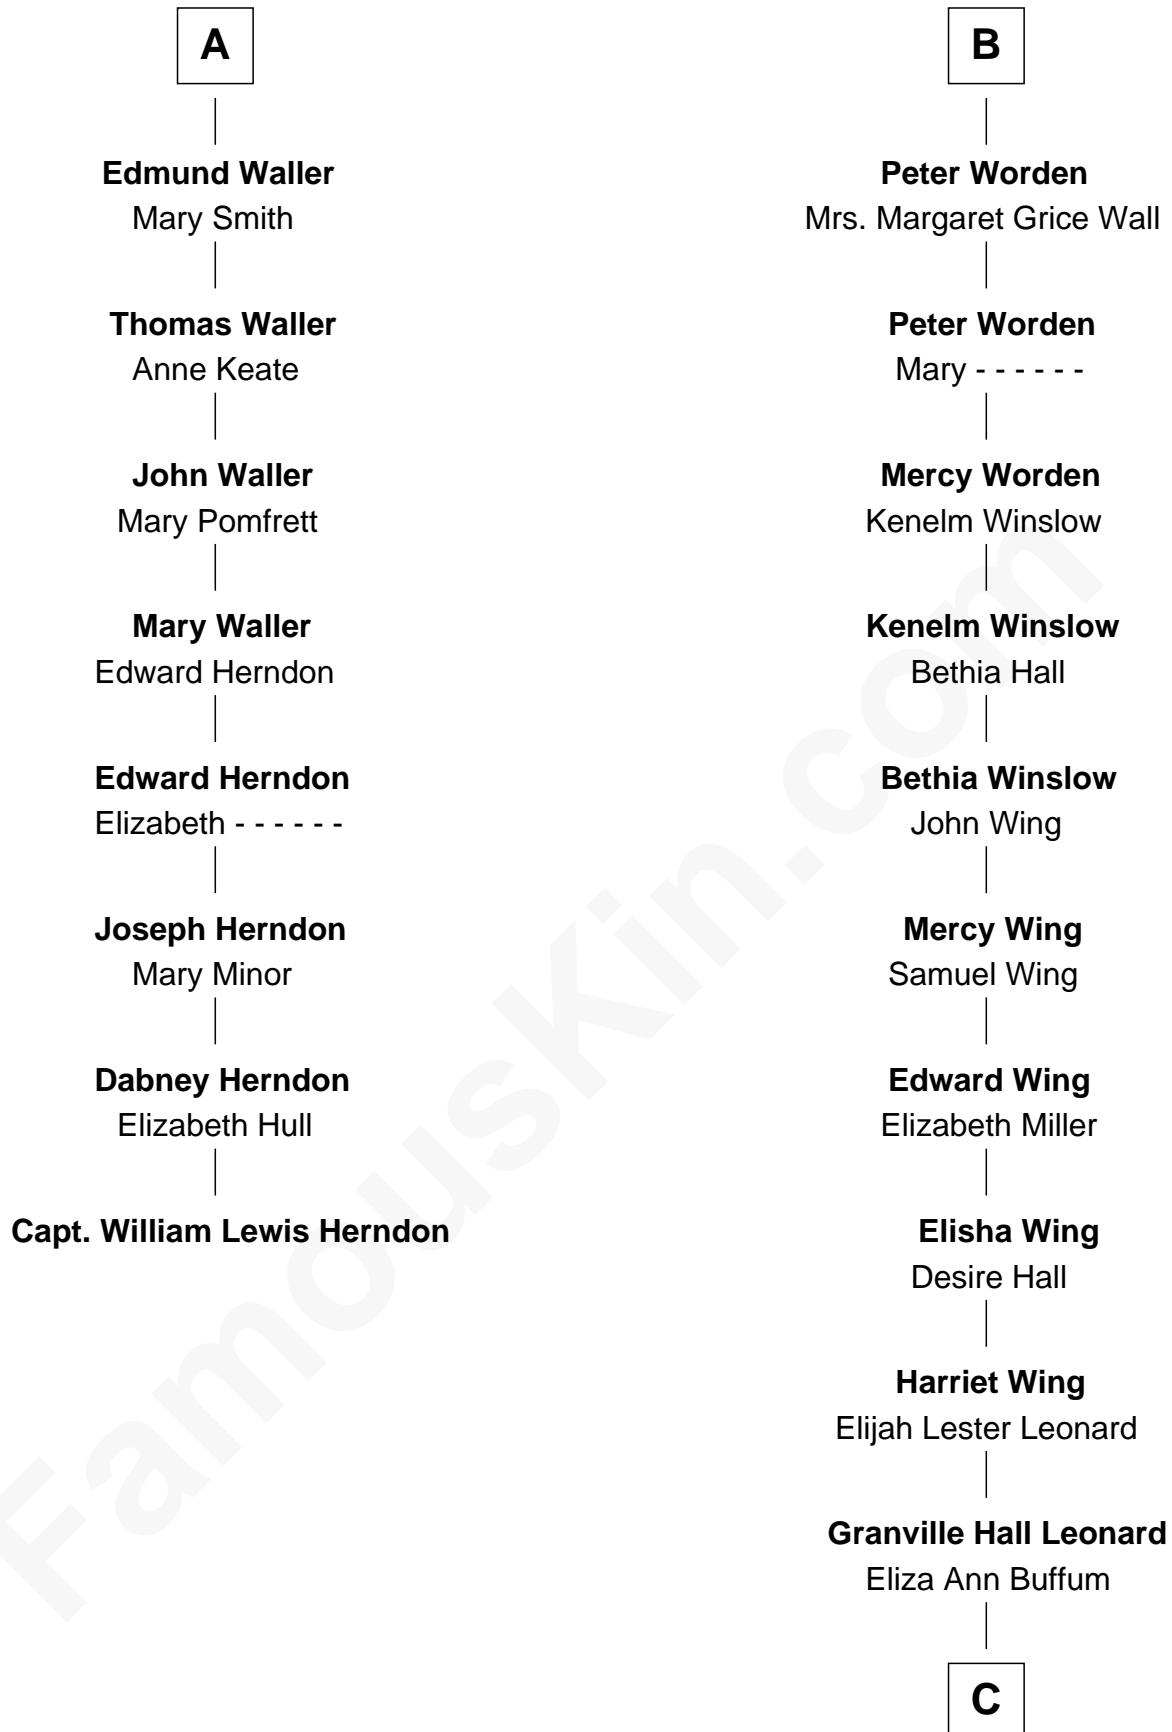 A
Edmund Waller
Mary Smith
Thomas Waller
Anne Keate
John Waller
Mary Pomfrett
Mary Waller
Edward Herndon
Edward Herndon
Elizabeth - - - - - -
Joseph Herndon
Mary Minor
Dabney Herndon
Elizabeth Hull
Capt. William Lewis Herndon
B
Peter Worden
Mrs. Margaret Grice Wall
Peter Worden
Mary - - - - - -
Mercy Worden
Kenelm Winslow
Kenelm Winslow
Bethia Hall
Bethia Winslow
John Wing
Mercy Wing
Samuel Wing
Edward Wing
Elizabeth Miller
Elisha Wing
Desire Hall
Harriet Wing
Elijah Lester Leonard
Granville Hall Leonard
Eliza Ann Buffum
C
FamousKin.com